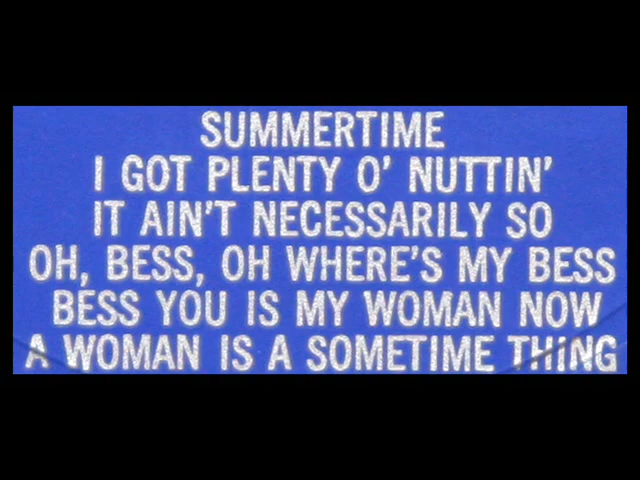 SUMMERTIME
I GOT PLENTY O' NUTTIN'
IT AIN'T NECESSARILY SO
OH, BESS, OH WHERE'S MY BESS
BESS YOU IS MY WOMAN NOW
A WOMAN IS A SOMETIME THING